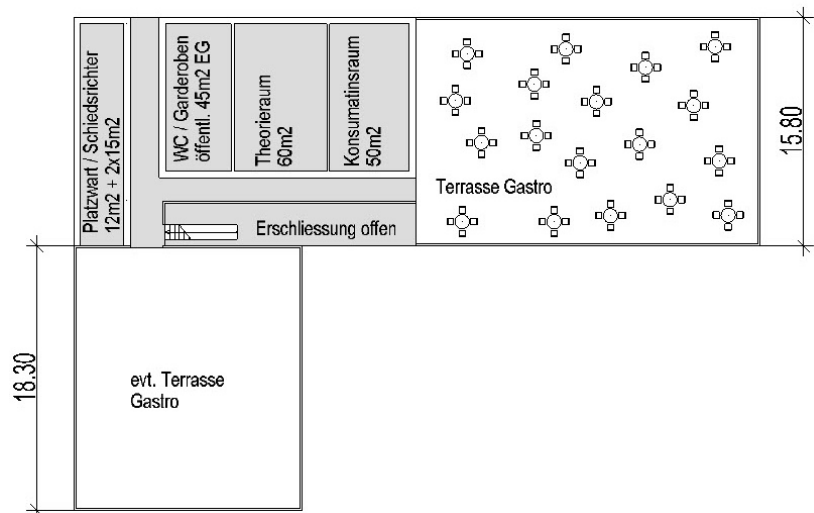 Platzwart / Schiedsrichter
12m2 + 2x15m2
WC / Garderoben
öffentl. 45m2 EG
Theorieraum
60m2
Konsumatinsraum
50m2
Terrasse Gastro
15.80
Erschliessung offen
18.30
evt. Terrasse
Gastro